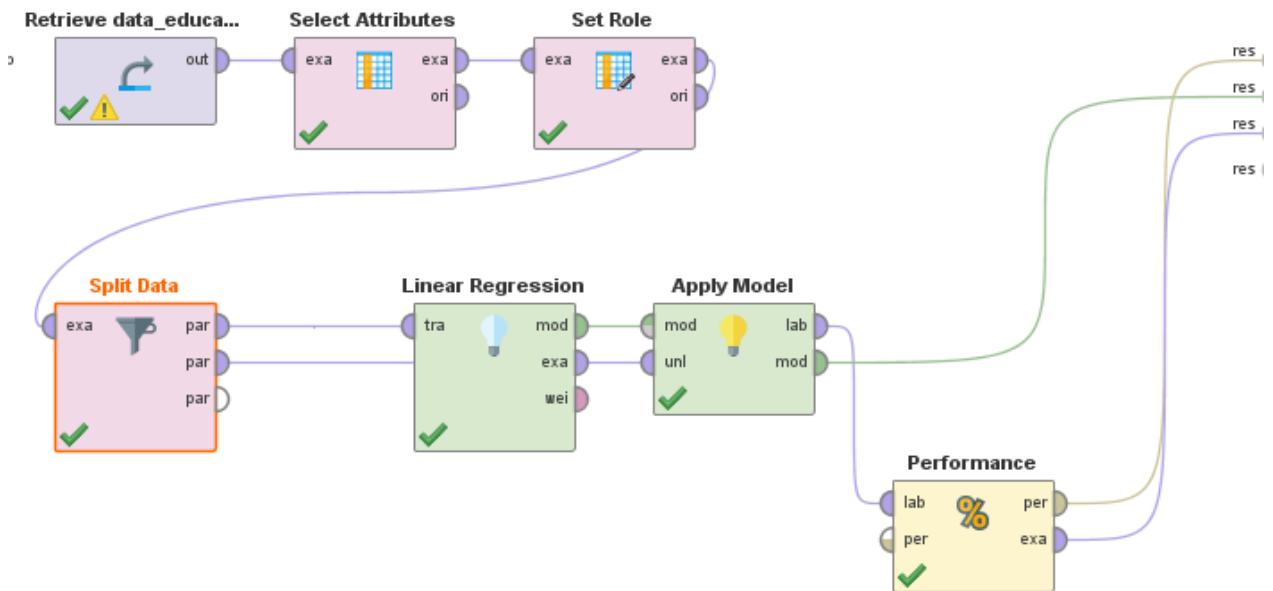 Retrieve data_educa...
Select Attributes
Set Role
o
out
exa
exa
ori
exa
exa
ori
res
res
res
res
Split Data
Linear Regression
Apply Model
exa
par
par
par
tra
mod
exa
wei
mod
unl
lab
mod
Performance
lab
per
per
exa
%